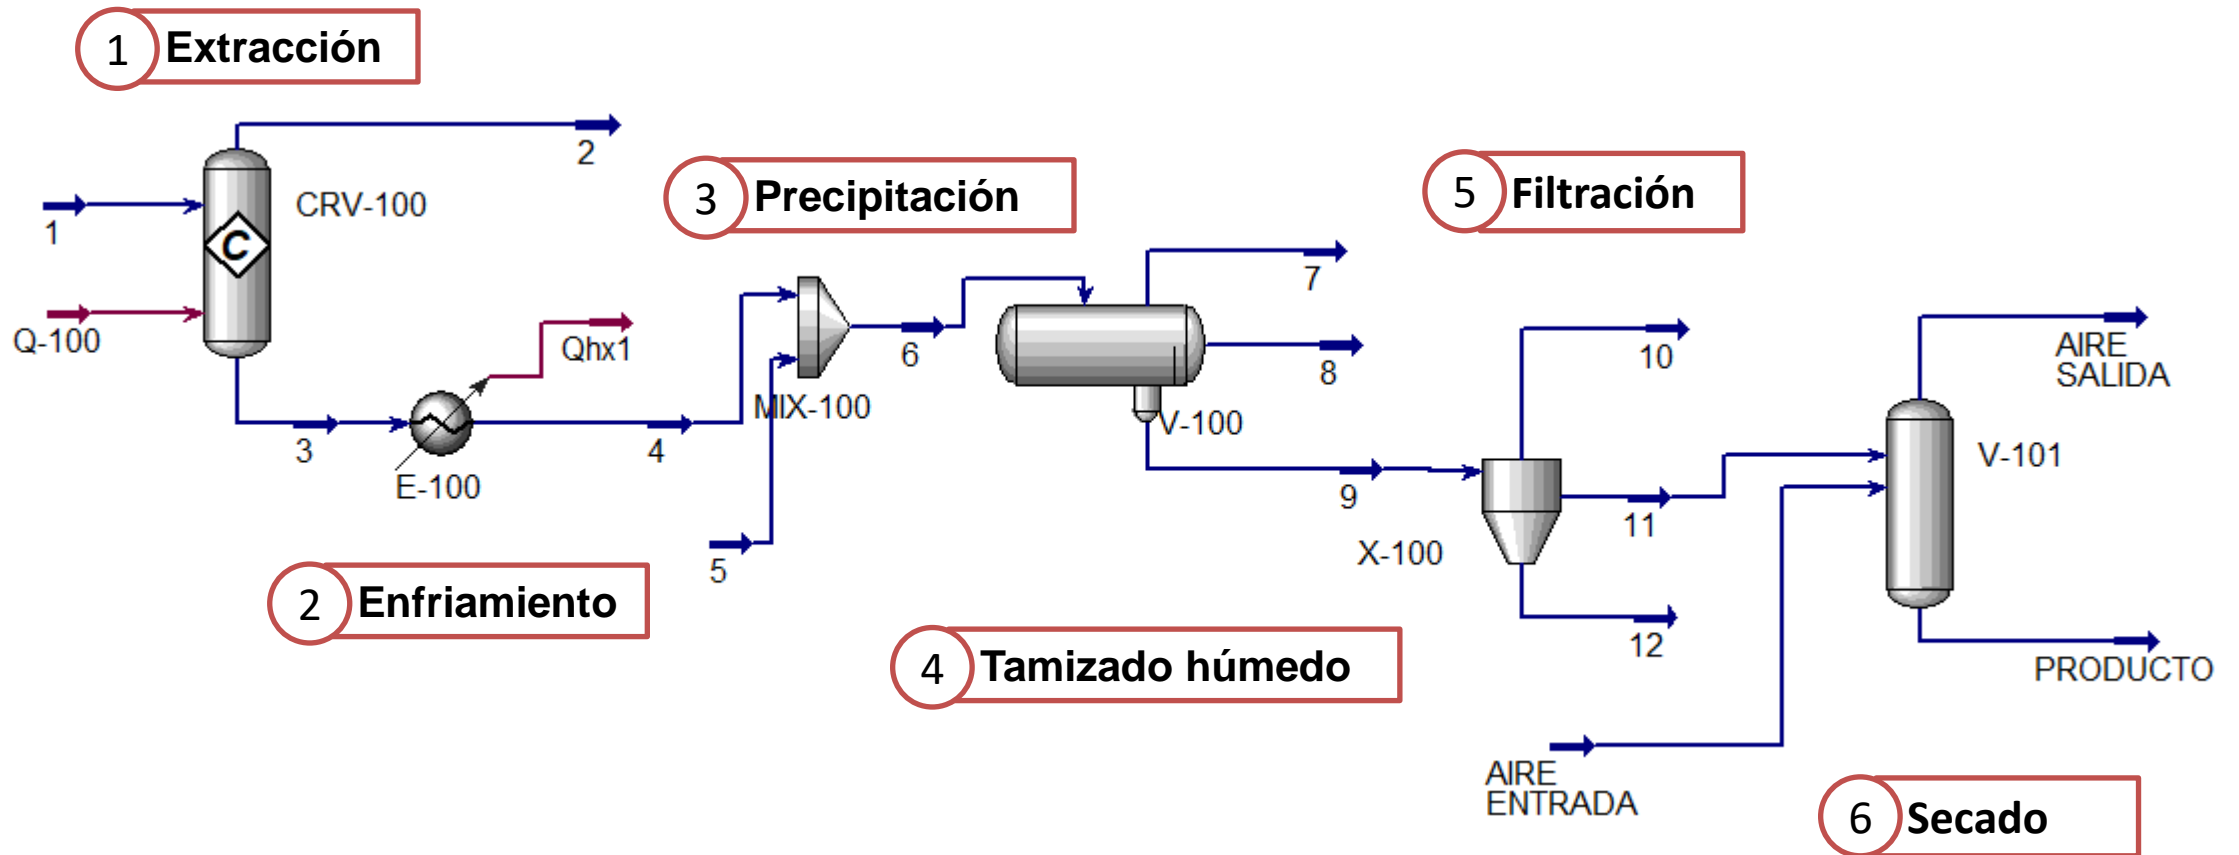 1 Extracción
2
1
CRV-100
C
Q-100
3
E-100
Qhx1
4
2 Enfriamiento
3 Precipitación
MIX-100
5
6
7
8
V-100
9
4 Tamizado húmedo
5 Filtración
10
11
X-100
12
AIRE
SALIDA
V-101
PRODUCTO
AIRE
ENTRADA
6 Secado